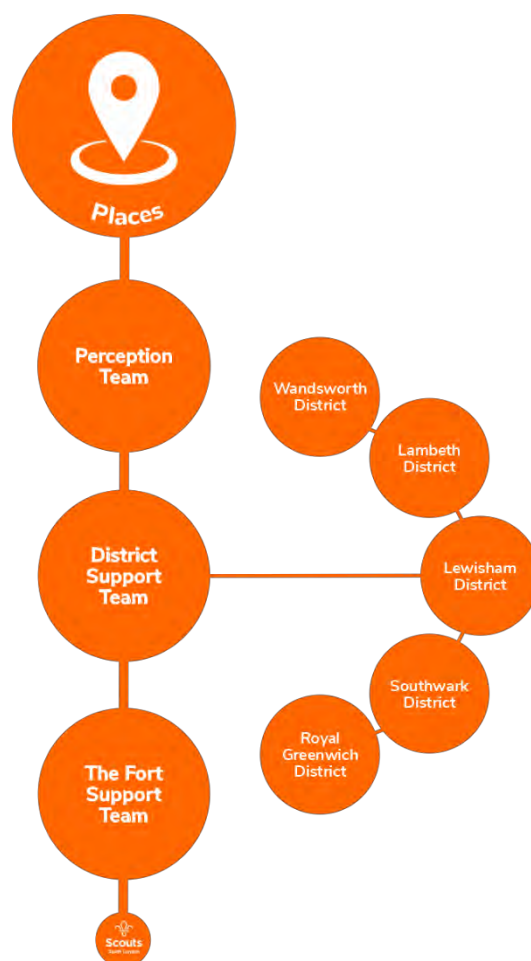 Places
Perception
Team
Wandsworth
District
Lambeth
District
District
Support
Team
Lewisham
District
Southwark
District
Royal
Greenwich
District
The Fort
Support
Team
Scouts